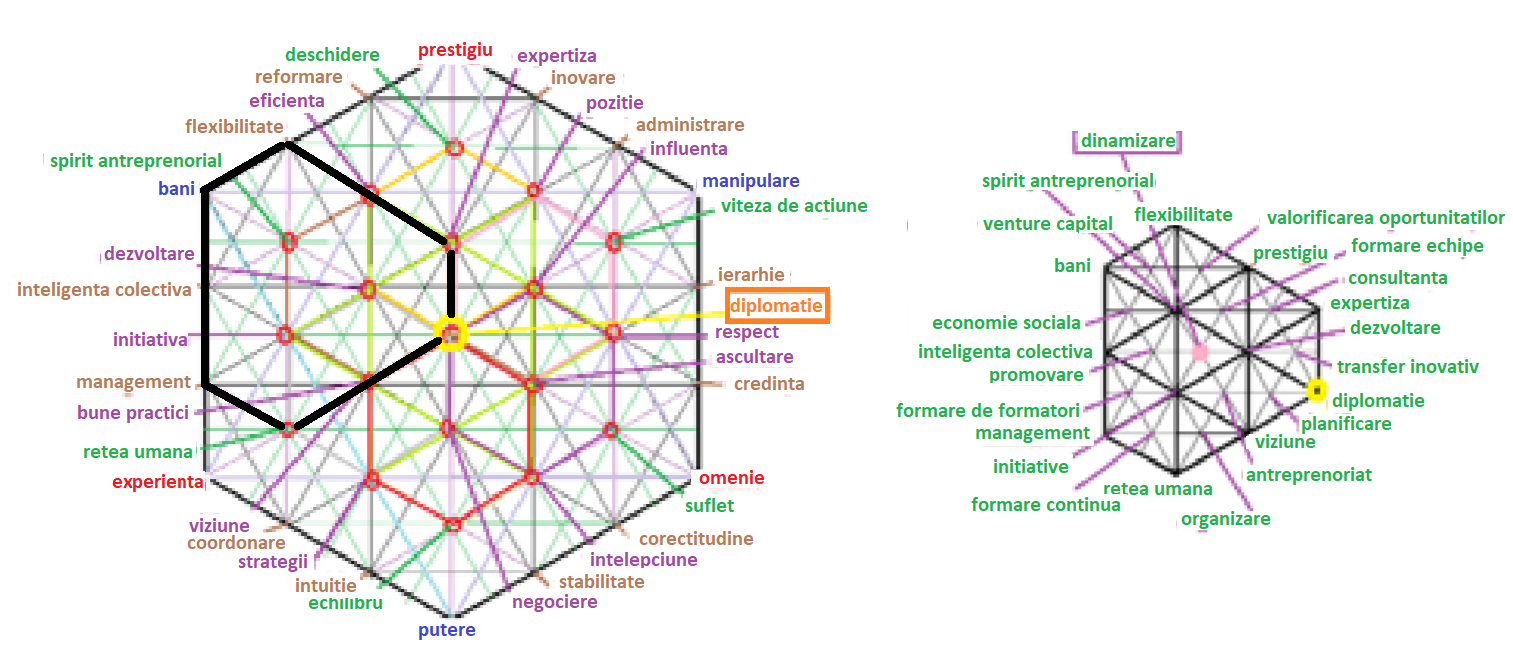 prestigiu
deschidere
expertiza
reformare
inovare
eficienta
pozitie
flexibilitate
administrare
influenta
spirit antreprenorial
bani
manipulare
viteza de actiune
dezvoltare
ierarhie
inteligenta colectiva
diplomatie
initiativa
respect
ascultare
management
credinta
bune practici
retea umana
experienta
omenie
suflet
viziune
coordonare
corectitudine
strategii
intelepciune
intuitie
stabilitate
echilibru
negociere
putere
dinamizare
spirit antreprenorial
venture capital
flexibilitate
valorificarea oportunitatilor
prestigiu
formare echipe
bani
consultanta
expertiza
economie sociala
dezvoltare
inteligenta colectiva
promovare
transfer inovativ
diplomatie
formare de formatori
planificare
management
viziune
initiative
antreprenoriat
retea umana
formare continua
organizare